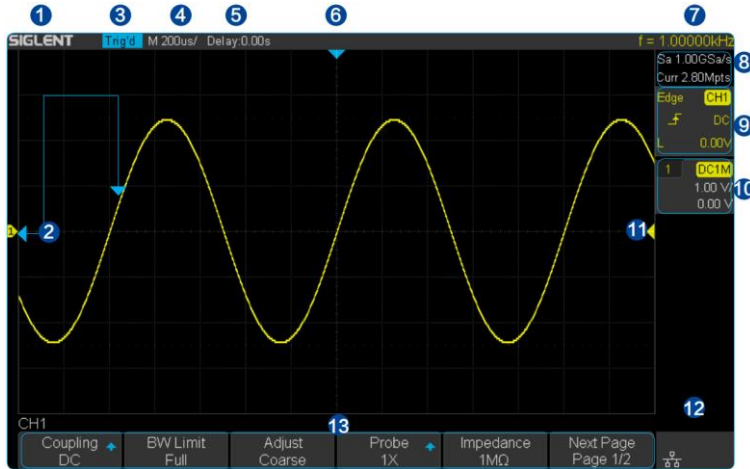 1 3 4 5 6 7
SIGLENT Trig'd M 200us/ Delay:0.00s f = 1.00000kHz
Sa 1.00GSa/s 8
Curr 2.80Mpts
Edge CH1
DC 9
L 0.00V
1 DC1M
1.00 V/ 10
0.00 V
1 2 11
12
CH1 13
Coupling BW Limit Adjust Probe Impedance Next Page
DC Full Coarse 1X 1MΩ Page 1/2